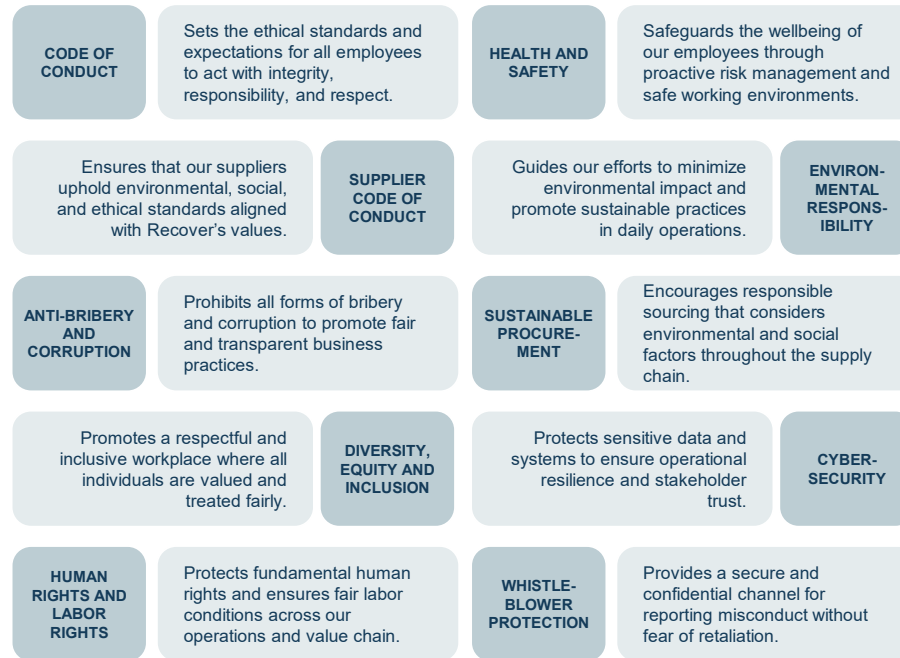 CODE OF
CONDUCT
Sets the ethical standards and
expectations for all employees
to act with integrity,
responsibility, and respect.
HEALTH AND
SAFETY
Safeguards the wellbeing of
our employees through
proactive risk management and
safe working environments.
Ensures that our suppliers
uphold environmental, social,
and ethical standards aligned
with Recover’s values.
SUPPLIER
CODE OF
CONDUCT
Guides our efforts to minimize
environmental impact and
promote sustainable practices
in daily operations.
ENVIRON-
MENTAL
RESPONS-
IBILITY
ANTI-BRIBERY
AND
CORRUPTION
Prohibits all forms of bribery
and corruption to promote fair
and transparent business
practices.
SUSTAINABLE
PROCURE-
MENT
Encourages responsible
sourcing that considers
environmental and social
factors throughout the supply
chain.
Promotes a respectful and
inclusive workplace where all
individuals are valued and
treated fairly.
DIVERSITY,
EQUITY AND
INCLUSION
Protects sensitive data and
systems to ensure operational
resilience and stakeholder
trust.
CYBER-
SECURITY
HUMAN
RIGHTS AND
LABOR
RIGHTS
Protects fundamental human
rights and ensures fair labor
conditions across our
operations and value chain.
WHISTLE-
BLOWER
PROTECTION
Provides a secure and
confidential channel for
reporting misconduct without
fear of retaliation.